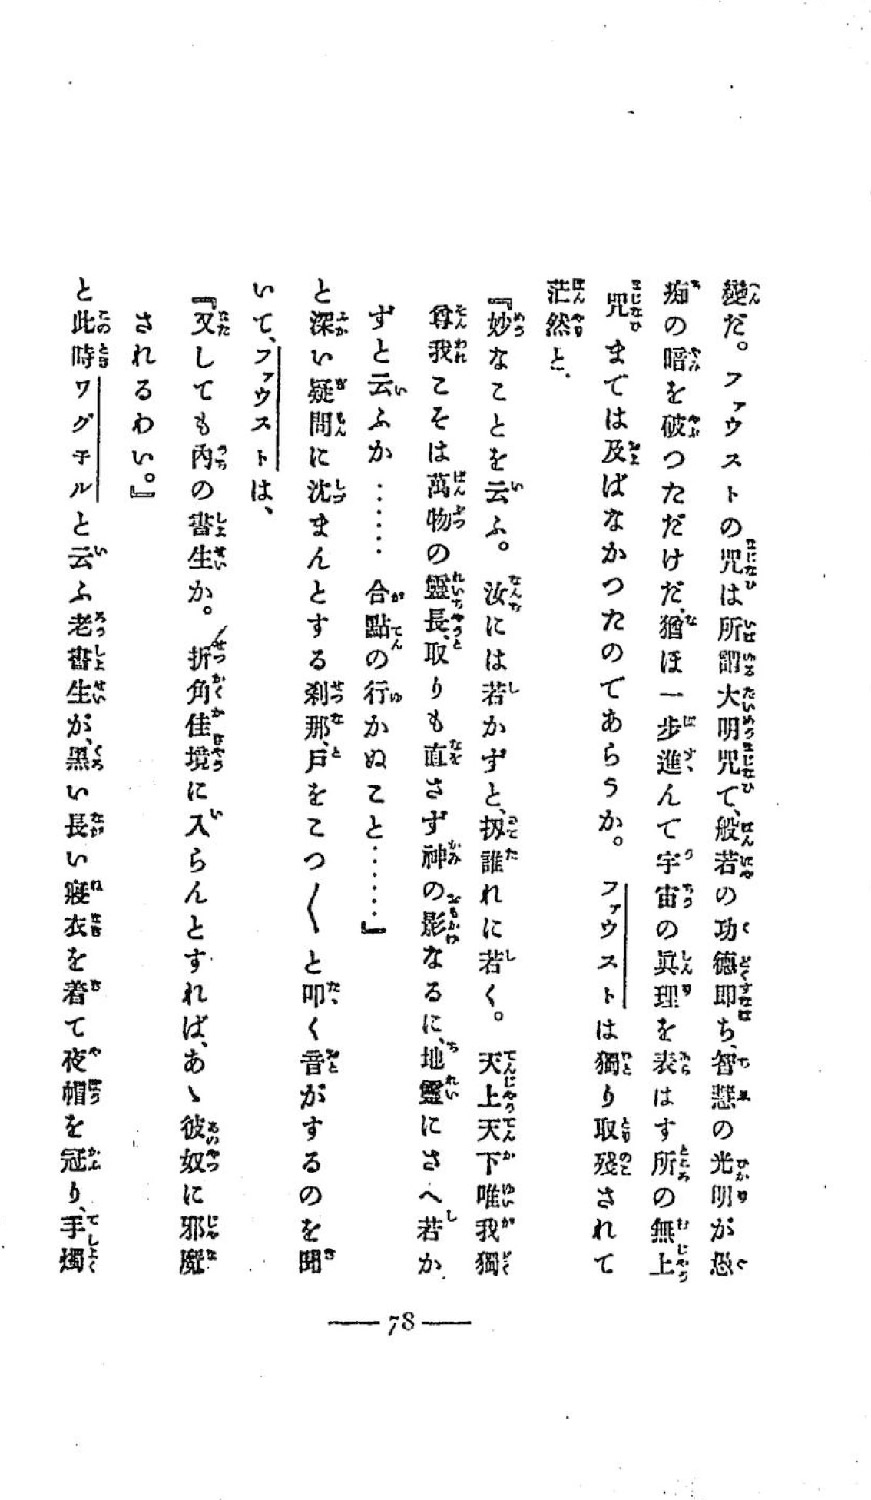 變だ。ファウストの咒は所謂大明咒て、般若の功德即ち、智慧の光明が愚
痴の暗を破つただけだ、猶ほ一步進んて宇宙の眞理を表はす所の無上
咒までは及ばなかつたのであらうか。ファウストは獨り取殘されて
茫然と、
『妙なことを云ふ。汝には若かずと、扨誰れに若く。天上天下唯我獨
尊我こそは萬物の靈長、取りも直さず神の影なるに、地靈にさへ若か
ずと云ふか…… 合點の行かぬこと……』
と深い疑問に沈まんとする刹那、戶をこつ〱と叩く音がするのを聞
いて、ファウストは、
『又しても内の書生か。折角佳境に入らんとすれば、あゝ彼奴に邪魔
されるわい。』
と此時ワグネルと云ふ老書生が、黑い長い寢衣を着て夜帽を冠り、手燭
— 78 —